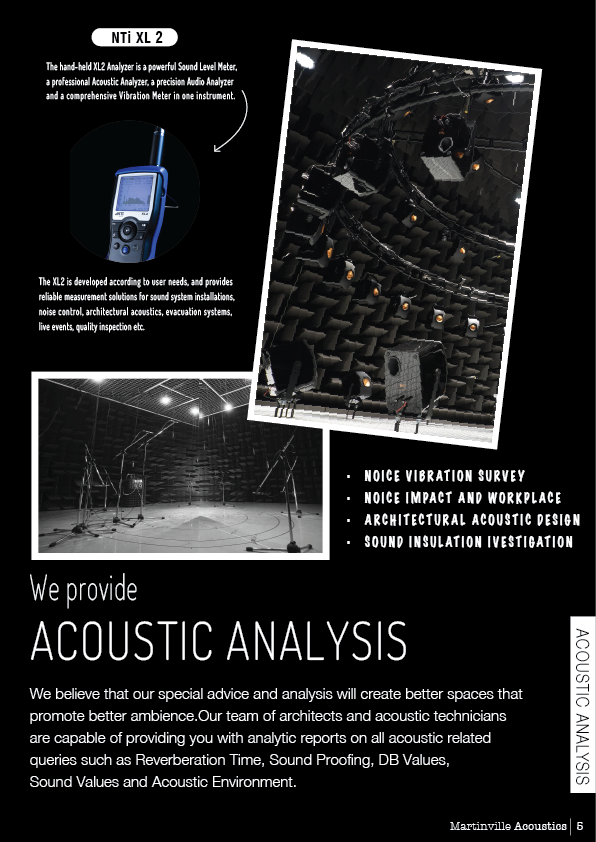 NTi XL 2
The hand-held XL2 Analyzer is a powerful Sound Level Meter,
a professional Acoustic Analyzer, a precision Audio Analyzer
and a comprehensive Vibration Meter in one instrument.
The XL2 is developed according to user needs, and provides
reliable measurement solutions for sound system installations,
noise control, architectural acoustics, evacuation systems,
live events, quality inspection etc.
· NOICE VIBRATION SURVEY
· NOICE IMPACT AND WORKPLACE
· ARCHITECTURAL ACOUSTIC DESIGN
· SOUND INSULATION IVESTIGATION
We provide
ACOUSTIC ANALYSIS
We believe that our special advice and analysis will create better spaces that
promote better ambience.Our team of architects and acoustic technicians
are capable of providing you with analytic reports on all acoustic related
queries such as Reverberation Time, Sound Proofing, DB Values,
Sound Values and Acoustic Environment.
ACOUSTIC ANALYSIS
Martinville Acoustics | 5